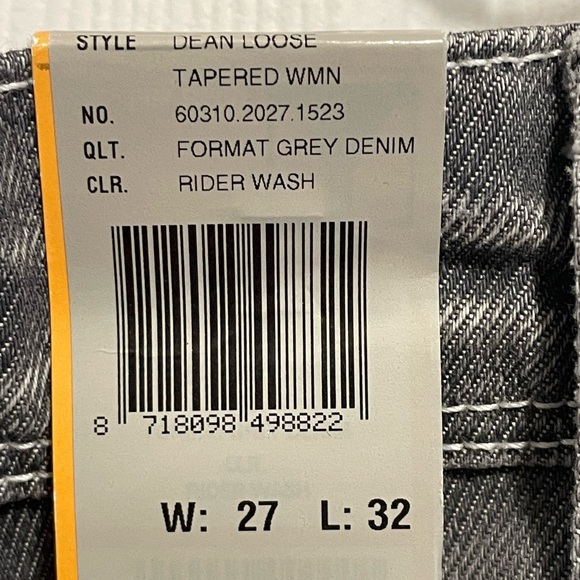 STYLE DEAN LOOSE
TAPERED WMN
NO. 60310.2027.1523
QLT. FORMAT GREY DENIM
CLR. RIDER WASH
8 718098 498822
W: 27 L: 32